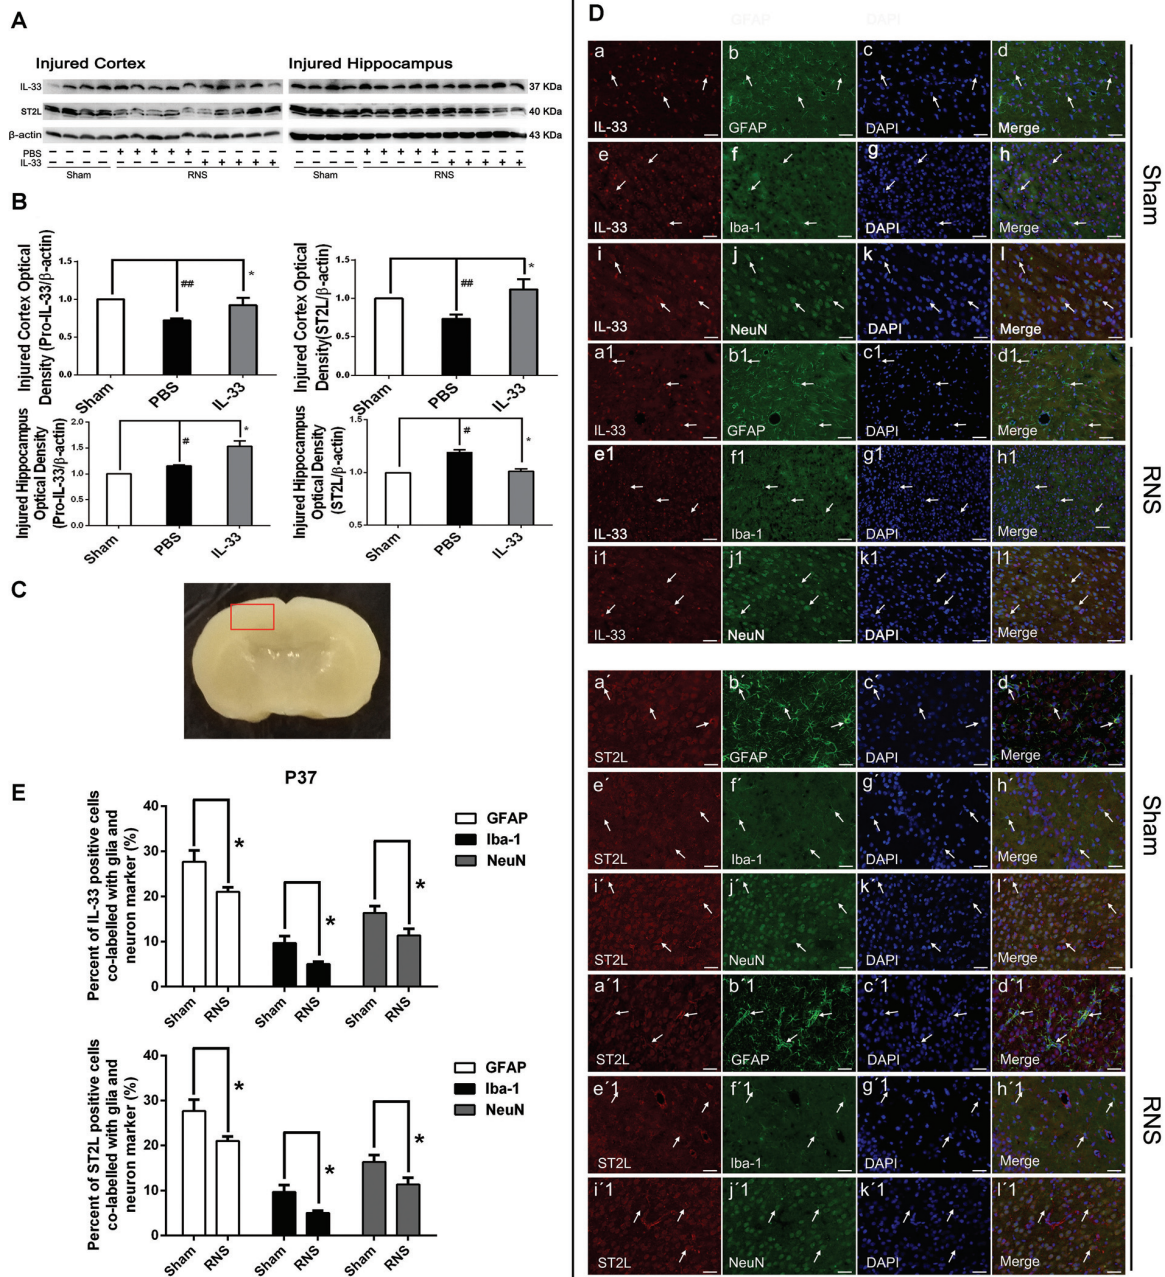 A
Injured Cortex
Injured Hippocampus
IL-33
37 KDa
ST2L
40 KDa
β-actin
43 KDa
PBS − − − − + + + + + − − − − − − − − − + + + + + − − − − −
IL-33 − − − − − − − − − + + + + + − − − − − − − − − + + + + +
Sham RNS Sham RNS
B
Injured Cortex Optical
Density (Pro-IL-33/β-actin)
1.5
1.0
0.5
0.0
##
*
Sham PBS IL-33
Injured Cortex Optical
Density(ST2L/β-actin)
1.5
1.0
0.5
0.0
##
*
Sham PBS IL-33
Injured Hippocampus
Optical Density
(Pro-IL-33/β-actin)
2.0
1.5
1.0
0.5
0.0
#
*
Sham PBS IL-33
Injured Hippocampus
Optical Density
(ST2L/β-actin)
1.5
1.0
0.5
#
*
Sham PBS IL-33
C
P37
E
Percent of IL-33 positive cells
co-labelled with glia and
neuron marker (%)
40
30
20
10
0
* * *
GFAP
Iba-1
NeuN
Sham RNS Sham RNS Sham RNS
Percent of ST2L positive cells
co-labelled with glia and
neuron marker (%)
40
30
20
10
0
* * *
GFAP
Iba-1
NeuN
Sham RNS Sham RNS Sham RNS
D
GFAP DAPI
a b c d
IL-33 GFAP DAPI Merge
e f g h
IL-33 Iba-1 DAPI Merge
i j k l
IL-33 NeuN DAPI Merge
Sham
a1 b1 c1 d1
IL-33 GFAP DAPI Merge
e1 f1 g1 h1
IL-33 Iba-1 DAPI Merge
i1 j1 k1 l1
IL-33 NeuN DAPI Merge
RNS
a´ b´ c´ d´
ST2L GFAP DAPI Merge
e´ f´ g´ h´
ST2L Iba-1 DAPI Merge
i´ j´ k´ l´
ST2L NeuN DAPI Merge
Sham
a´1 b´1 c´1 d´1
ST2L GFAP DAPI Merge
e´1 f´1 g´1 h´1
ST2L Iba-1 DAPI Merge
i´1 j´1 k´1 l´1
ST2L NeuN DAPI Merge
RNS